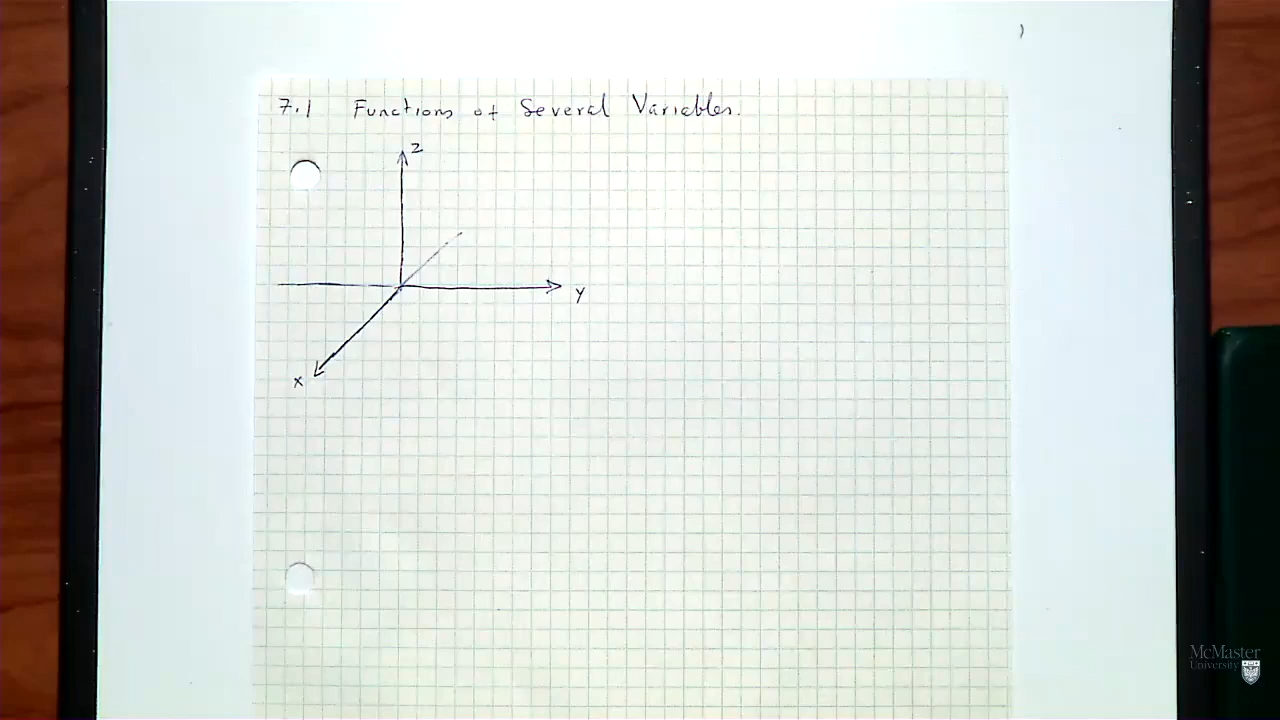 7.1 Functions of Several Variables.
z
y
x
McMaster
University